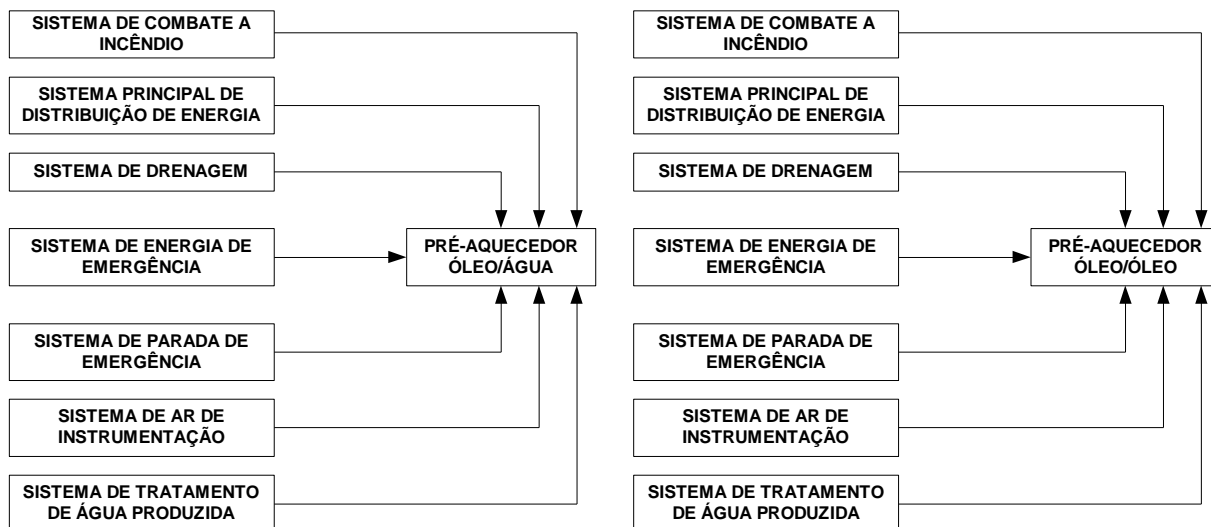 SISTEMA DE COMBATE A
INCÊNDIO
SISTEMA PRINCIPAL DE
DISTRIBUIÇÃO DE ENERGIA
SISTEMA DE DRENAGEM
SISTEMA DE ENERGIA DE
EMERGÊNCIA
PRÉ-AQUECEDOR
ÓLEO/ÁGUA
SISTEMA DE PARADA DE
EMERGÊNCIA
SISTEMA DE AR DE
INSTRUMENTAÇÃO
SISTEMA DE TRATAMENTO
DE ÁGUA PRODUZIDA
SISTEMA DE COMBATE A
INCÊNDIO
SISTEMA PRINCIPAL DE
DISTRIBUIÇÃO DE ENERGIA
SISTEMA DE DRENAGEM
SISTEMA DE ENERGIA DE
EMERGÊNCIA
PRÉ-AQUECEDOR
ÓLEO/ÓLEO
SISTEMA DE PARADA DE
EMERGÊNCIA
SISTEMA DE AR DE
INSTRUMENTAÇÃO
SISTEMA DE TRATAMENTO
DE ÁGUA PRODUZIDA